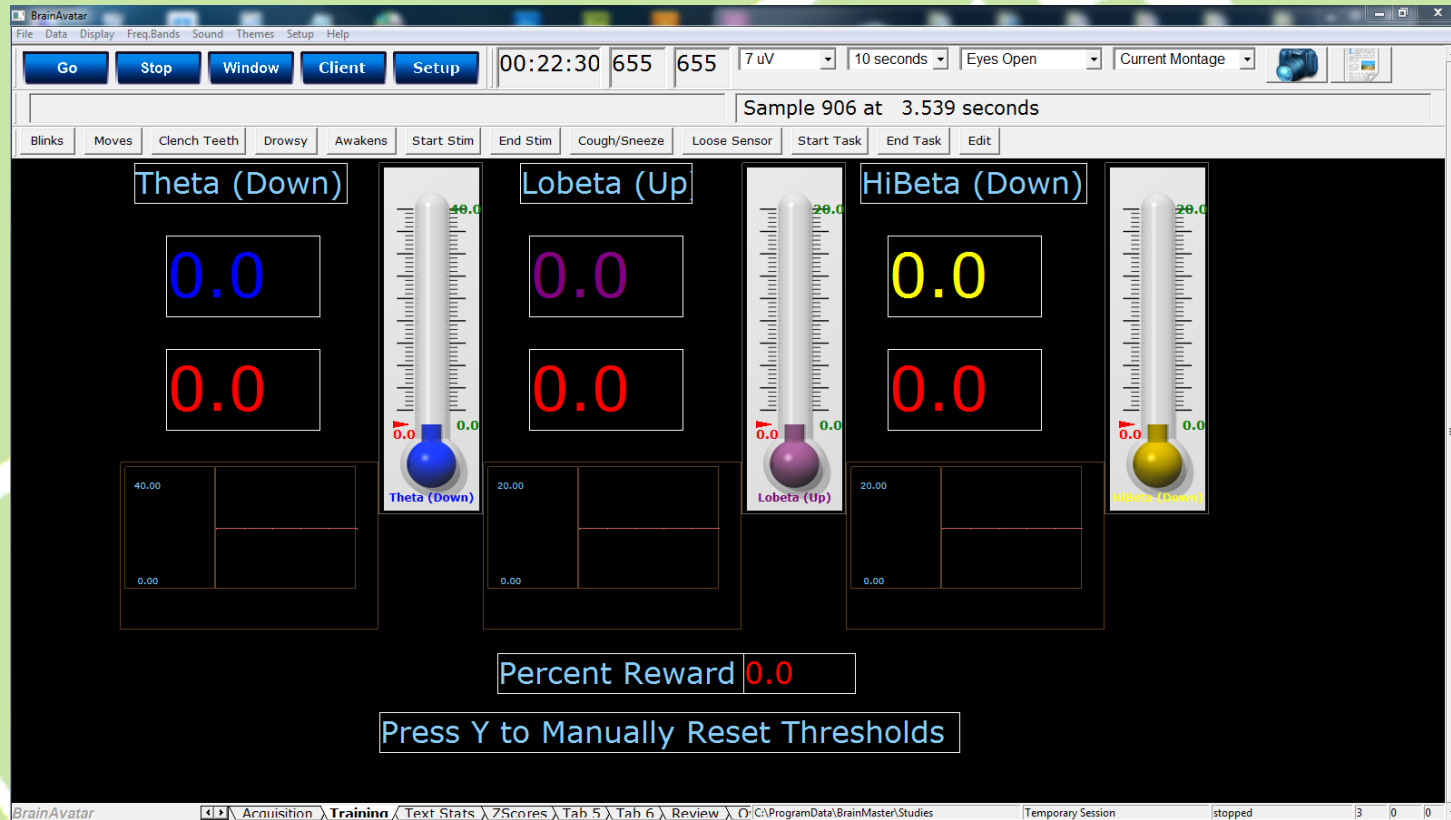 BrainAvatar
File Data Display Freq.Bands Sound Themes Setup Help
Go Stop Window Client Setup 00:22:30 655 655 7 uV 10 seconds Eyes Open Current Montage
Sample 906 at 3.539 seconds
Blinks Moves Clench Teeth Drowsy Awakens Start Stim End Stim Cough/Sneeze Loose Sensor Start Task End Task Edit
Theta (Down) Lobeta (Up) HiBeta (Down)
40.0 20.0 20.0
0.0 0.0 0.0
0.0 0.0 0.0
0.0 0.0 0.0
0.0 0.0 0.0
40.00 20.00 20.00
Theta (Down) Lobeta (Up) HiBeta (Down)
0.00 0.00 0.00
Percent Reward 0.0
Press Y to Manually Reset Thresholds
BrainAvatar Acquisition Training Text Stats ZScores Tab 5 Tab 6 Review O C:\ProgramData\BrainMaster\Studies Temporary Session stopped 3 0 0